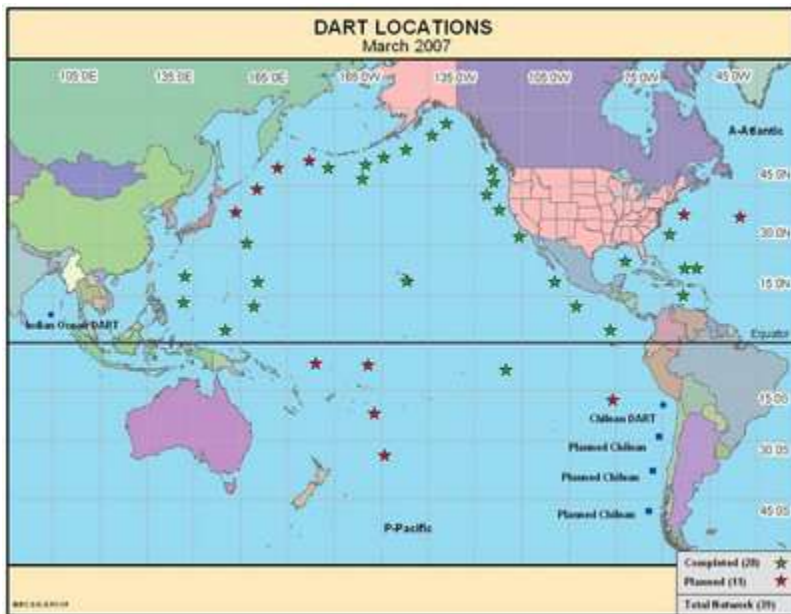 DART LOCATIONS
March 2007
105.0E 135.0E 165.0E 165.0W 135.0W 105.0W 75.0W 45.0W
A-Atlantic
45.0N
30.0N
15.0N
Indian Ocean DART
Equator
15.0S
Chilean DART
Planned Chilean
30.0S
Planned Chilean
45.0S
Planned Chilean
P-Pacific
Completed (28)
Planned (11)
Total Network (39)